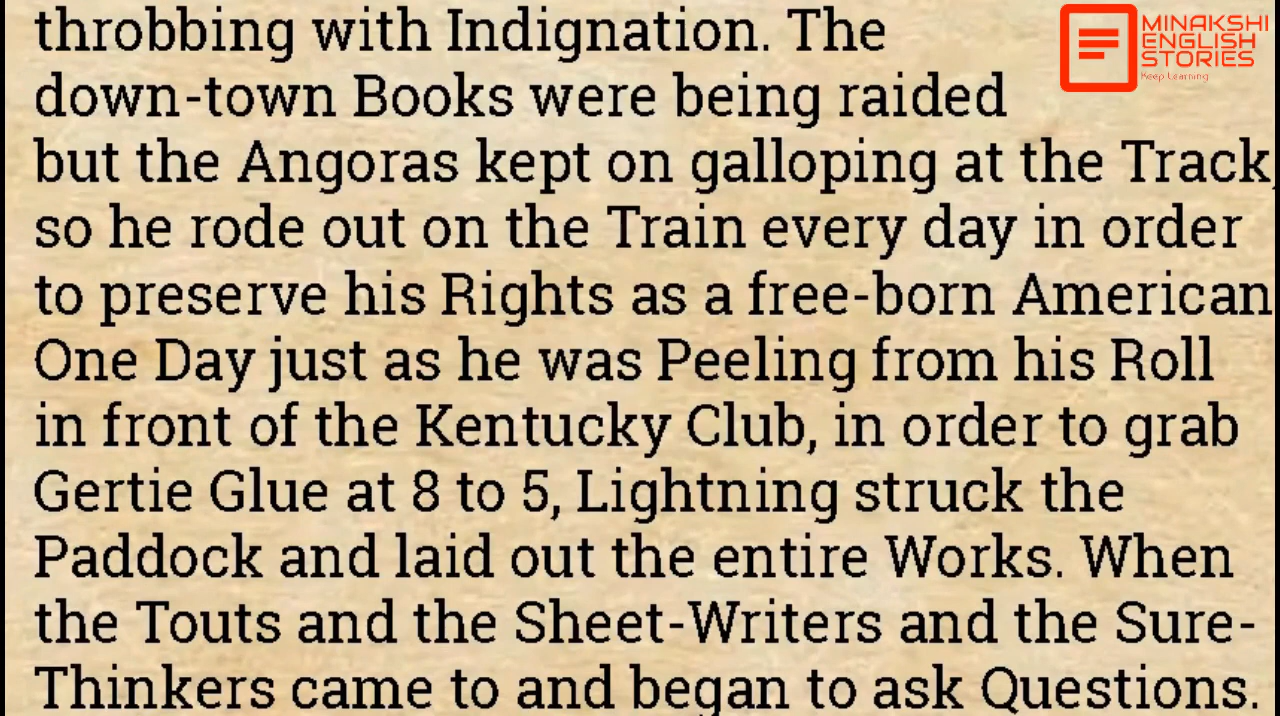 throbbing with Indignation. The
down-town Books were being raided
but the Angoras kept on galloping at the Track,
so he rode out on the Train every day in order
to preserve his Rights as a free-born American
One Day just as he was Peeling from his Roll
in front of the Kentucky Club, in order to grab
Gertie Glue at 8 to 5, Lightning struck the
Paddock and laid out the entire Works. When
the Touts and the Sheet-Writers and the Sure-
Thinkers came to and began to ask Questions.
MINAKSHI
ENGLISH
STORIES
Keep Learning